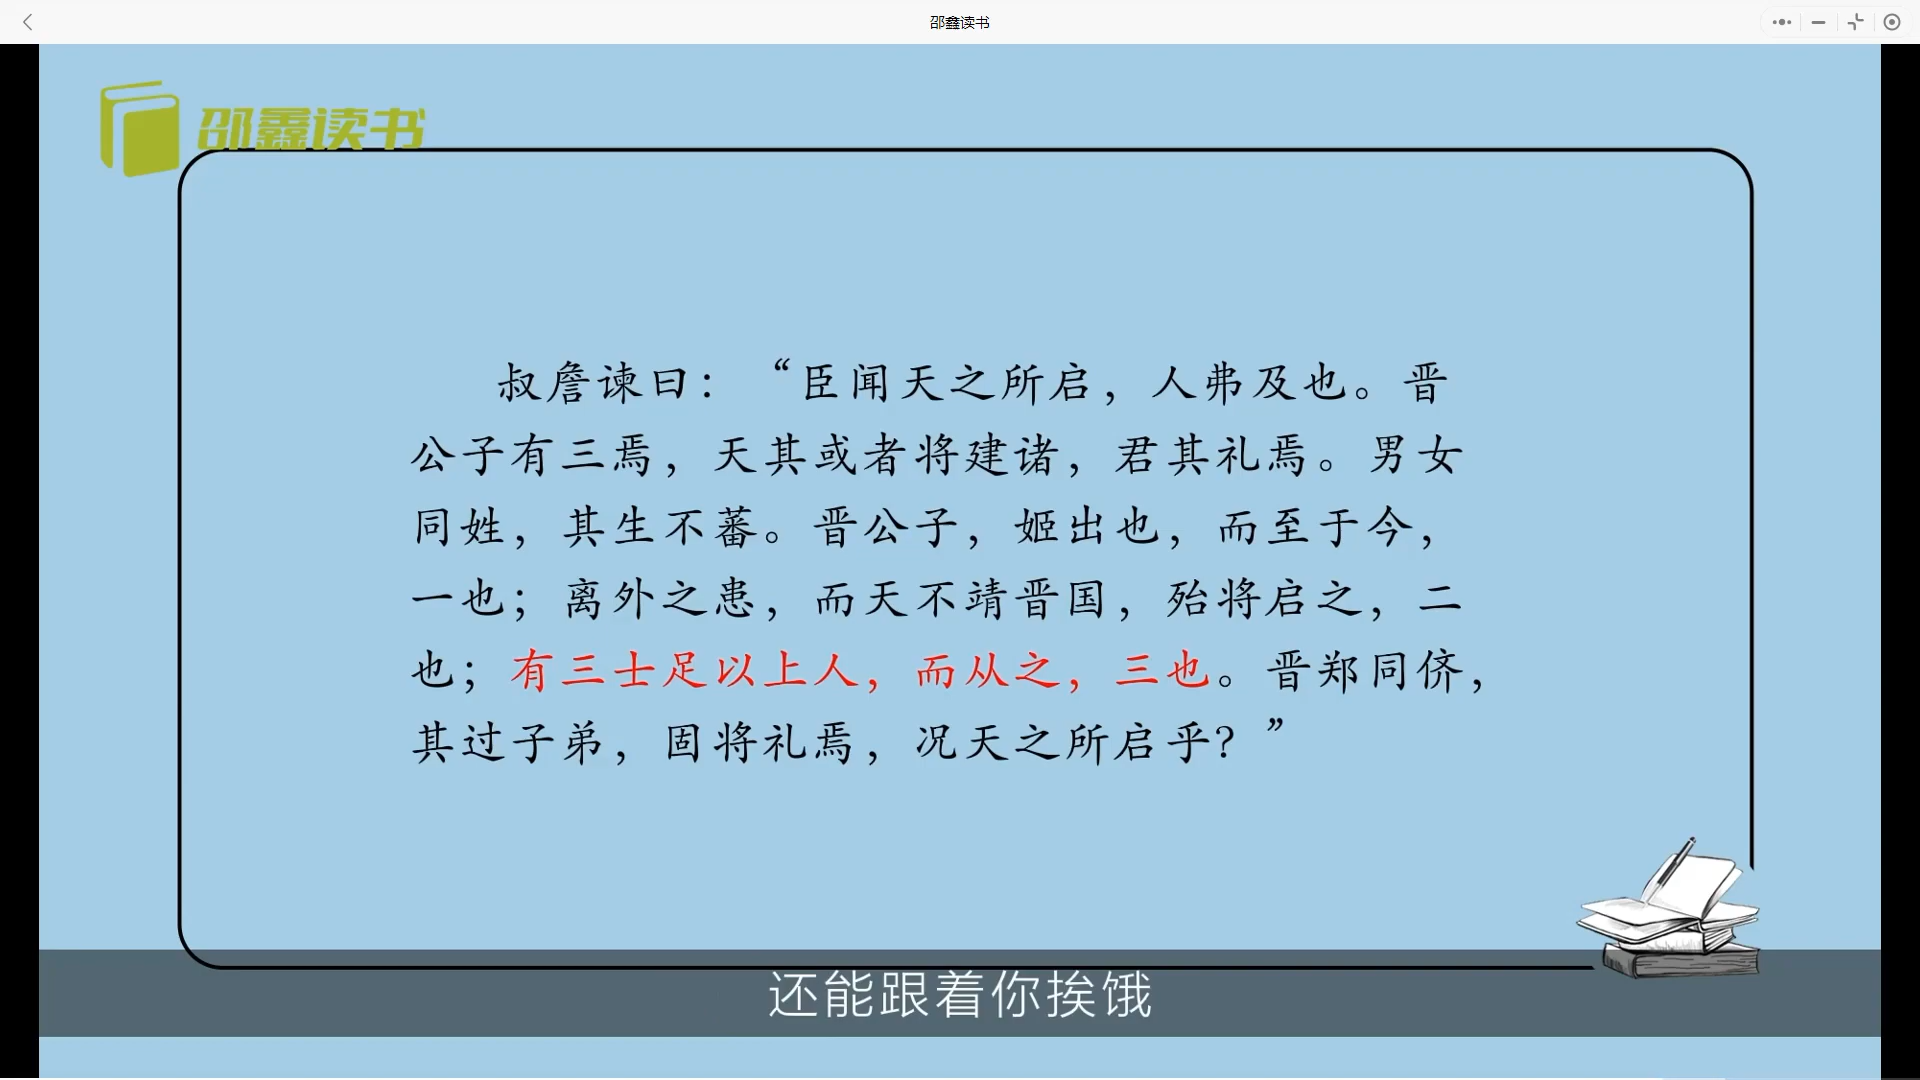 邵鑫读书
邵鑫读书
叔詹谏曰：“臣闻天之所启，人弗及也。晋
公子有三焉，天其或者将建诸，君其礼焉。男女
同姓，其生不蕃。晋公子，姬出也，而至于今，
一也；离外之患，而天不靖晋国，殆将启之，二
也；有三士足以上人，而从之，三也。晋郑同侪，
其过子弟，固将礼焉，况天之所启乎？”
还能跟着你挨饿